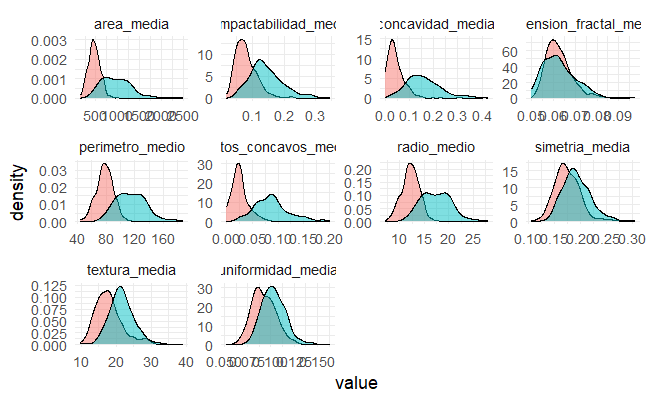 area_media
mpactabilidad_med
concavidad_media
ension_fractal_me
0.003
0.002
0.001
0.000
10
5
0
15
10
5
0
60
40
20
0
500
0.1 0.2 0.3
0.0 0.1 0.2 0.3 0.4
0.05 0.06 0.07 0.08 0.09
perimetro_medio
tos_concavos_med
radio_medio
simetria_media
0.03
0.02
0.01
0.00
30
20
10
0
0.20
0.15
0.10
0.05
0.00
15
10
5
0
40 80 120 160
0.00 0.05 0.10 0.15 0.20
10 15 20 25
0.10 0.15 0.20 0.25 0.30
textura_media
uniformidad_media
0.125
0.100
0.075
0.050
0.025
0.000
30
20
10
0
10 20 30 40
0.050
density
value